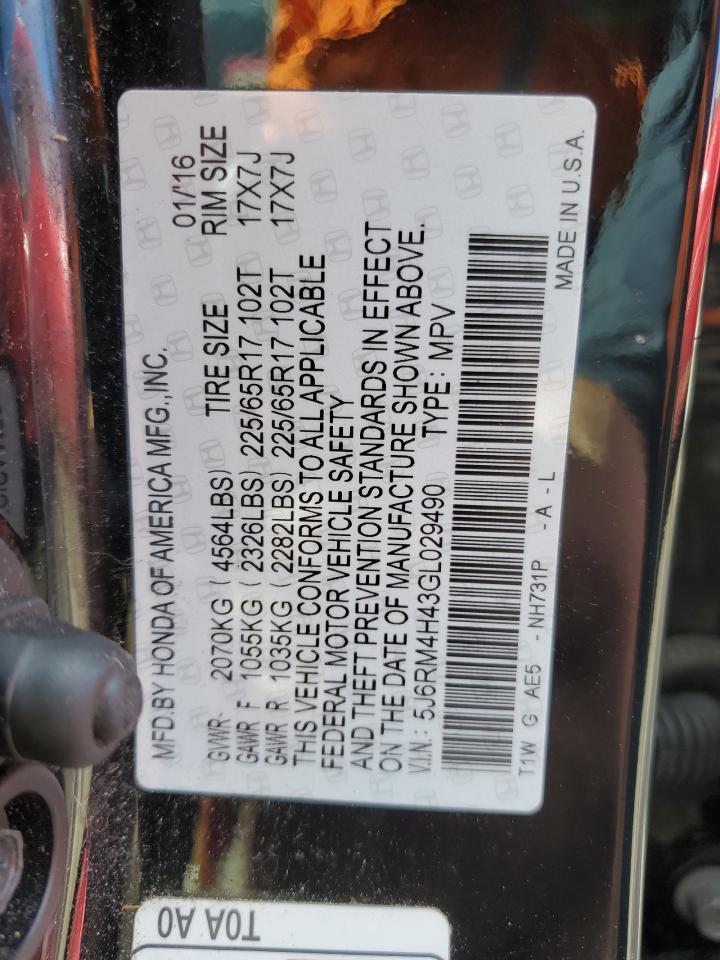 MFD.BY HONDA OF AMERICA MFG.,INC. 01/'16
GVWR- 2070KG ( 4564LBS) TIRE SIZE RIM SIZE
GAWR F 1055KG ( 2326LBS) 225/65R17 102T 17X7J
GAWR R 1035KG ( 2282LBS) 225/65R17 102T 17X7J
THIS VEHICLE CONFORMS TO ALL APPLICABLE
FEDERAL MOTOR VEHICLE SAFETY
AND THEFT PREVENTION STANDARDS IN EFFECT
ON THE DATE OF MANUFACTURE SHOWN ABOVE.
V.I.N.: 5J6RM4H43GL029490 TYPE: MPV
T1W G AE5 -NH731P -A-L
MADE IN U.S.A.
T0A A0